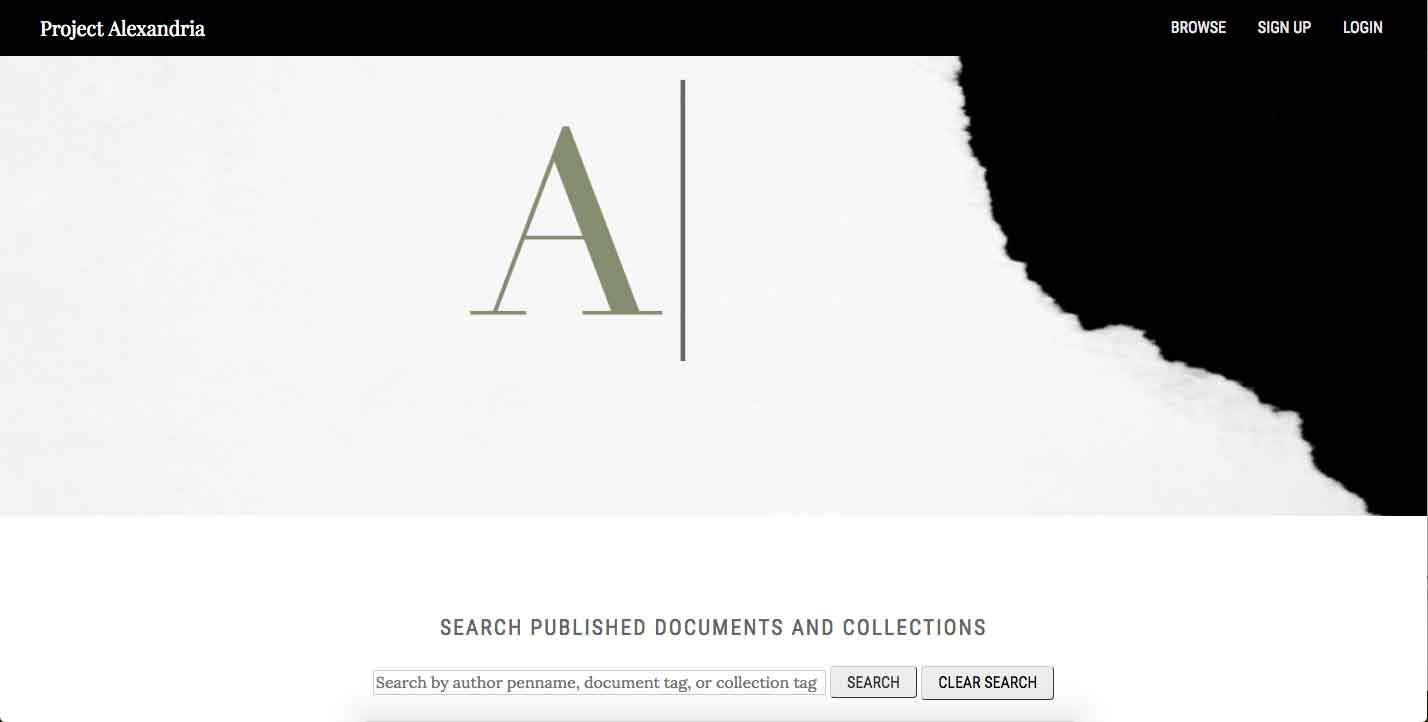 Project Alexandria BROWSE SIGN UP LOGIN
A
SEARCH PUBLISHED DOCUMENTS AND COLLECTIONS
Search by author penname, document tag, or collection tag SEARCH CLEAR SEARCH